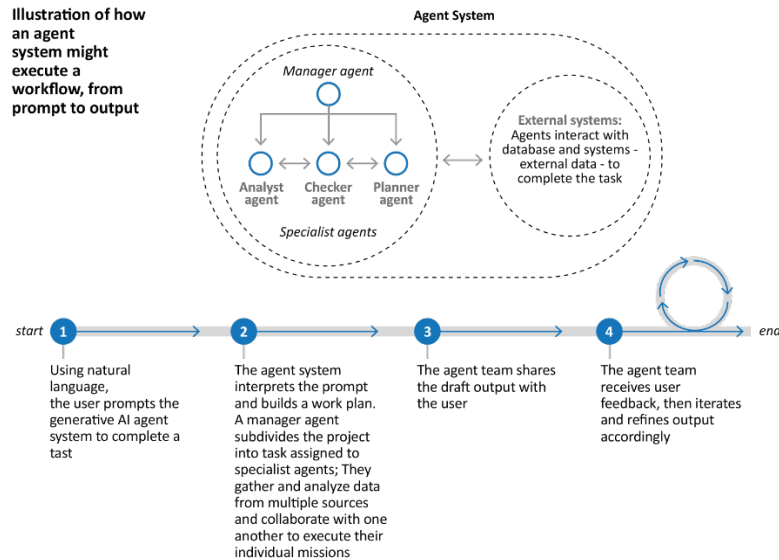 Illustration of how
an agent
system might
execute a
workflow, from
prompt to output
Agent System
Manager agent
Analyst
agent
Checker
agent
Planner
agent
Specialist agents
External systems:
Agents interact with
database and systems -
external data - to
complete the task
start
1
2
3
4
end
Using natural
language,
the user prompts the
generative AI agent
system to complete a
tast
The agent system
interprets the prompt
and builds a work plan.
A manager agent
subdivides the project
into task assigned to
specialist agents; They
gather and analyze data
from multiple sources
and collaborate with one
another to execute their
individual missions
The agent team shares
the draft output with
the user
The agent team
receives user
feedback, then iterates
and refines output
accordingly